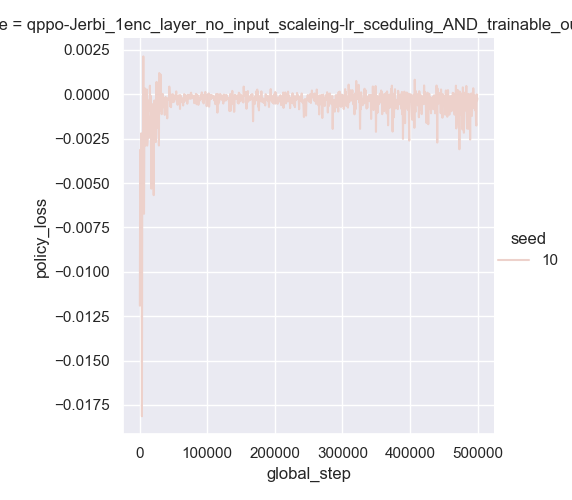 e = qppo-Jerbi_1enc_layer_no_input_scaleing-lr_sceduling_AND_trainable_ou
0.0025
0.0000
−0.0025
−0.0050
−0.0075
−0.0100
−0.0125
−0.0150
−0.0175
policy_loss
seed
10
0 100000 200000 300000 400000 500000
global_step